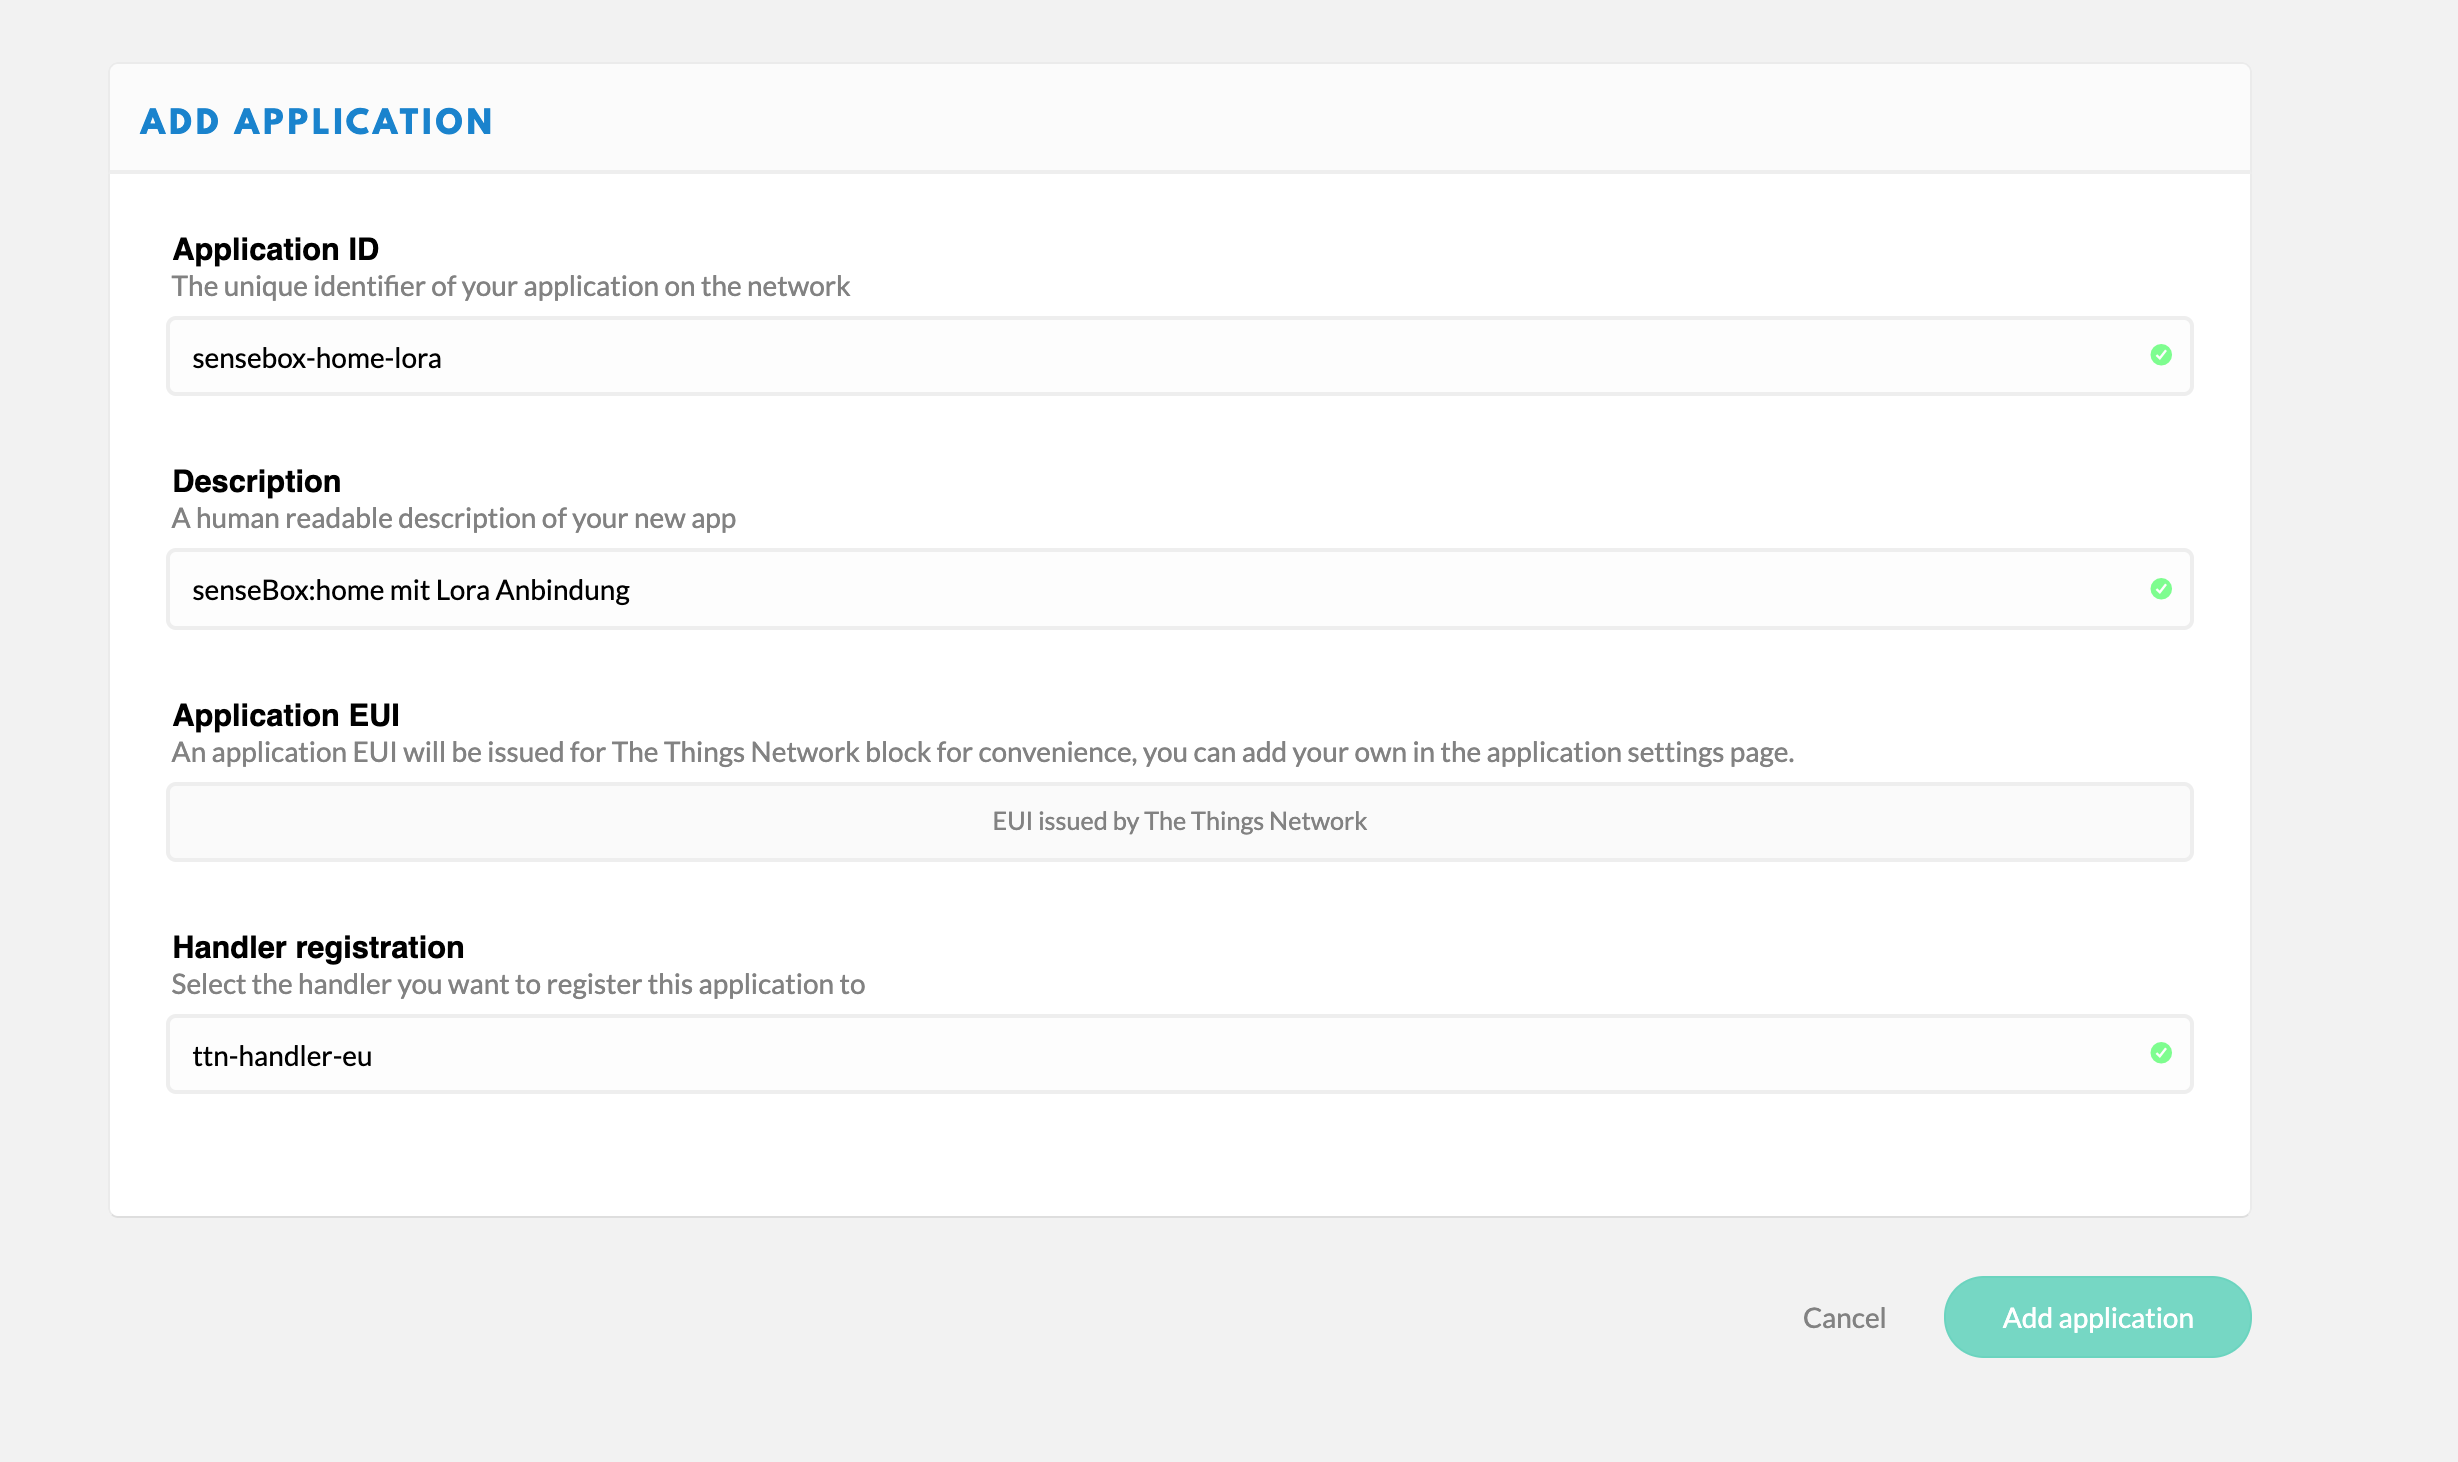 ADD APPLICATION
Application ID
The unique identifier of your application on the network
sensebox-home-lora
Description
A human readable description of your new app
senseBox:home mit Lora Anbindung
Application EUI
An application EUI will be issued for The Things Network block for convenience, you can add your own in the application settings page.
EUI issued by The Things Network
Handler registration
Select the handler you want to register this application to
ttn-handler-eu
Cancel
Add application